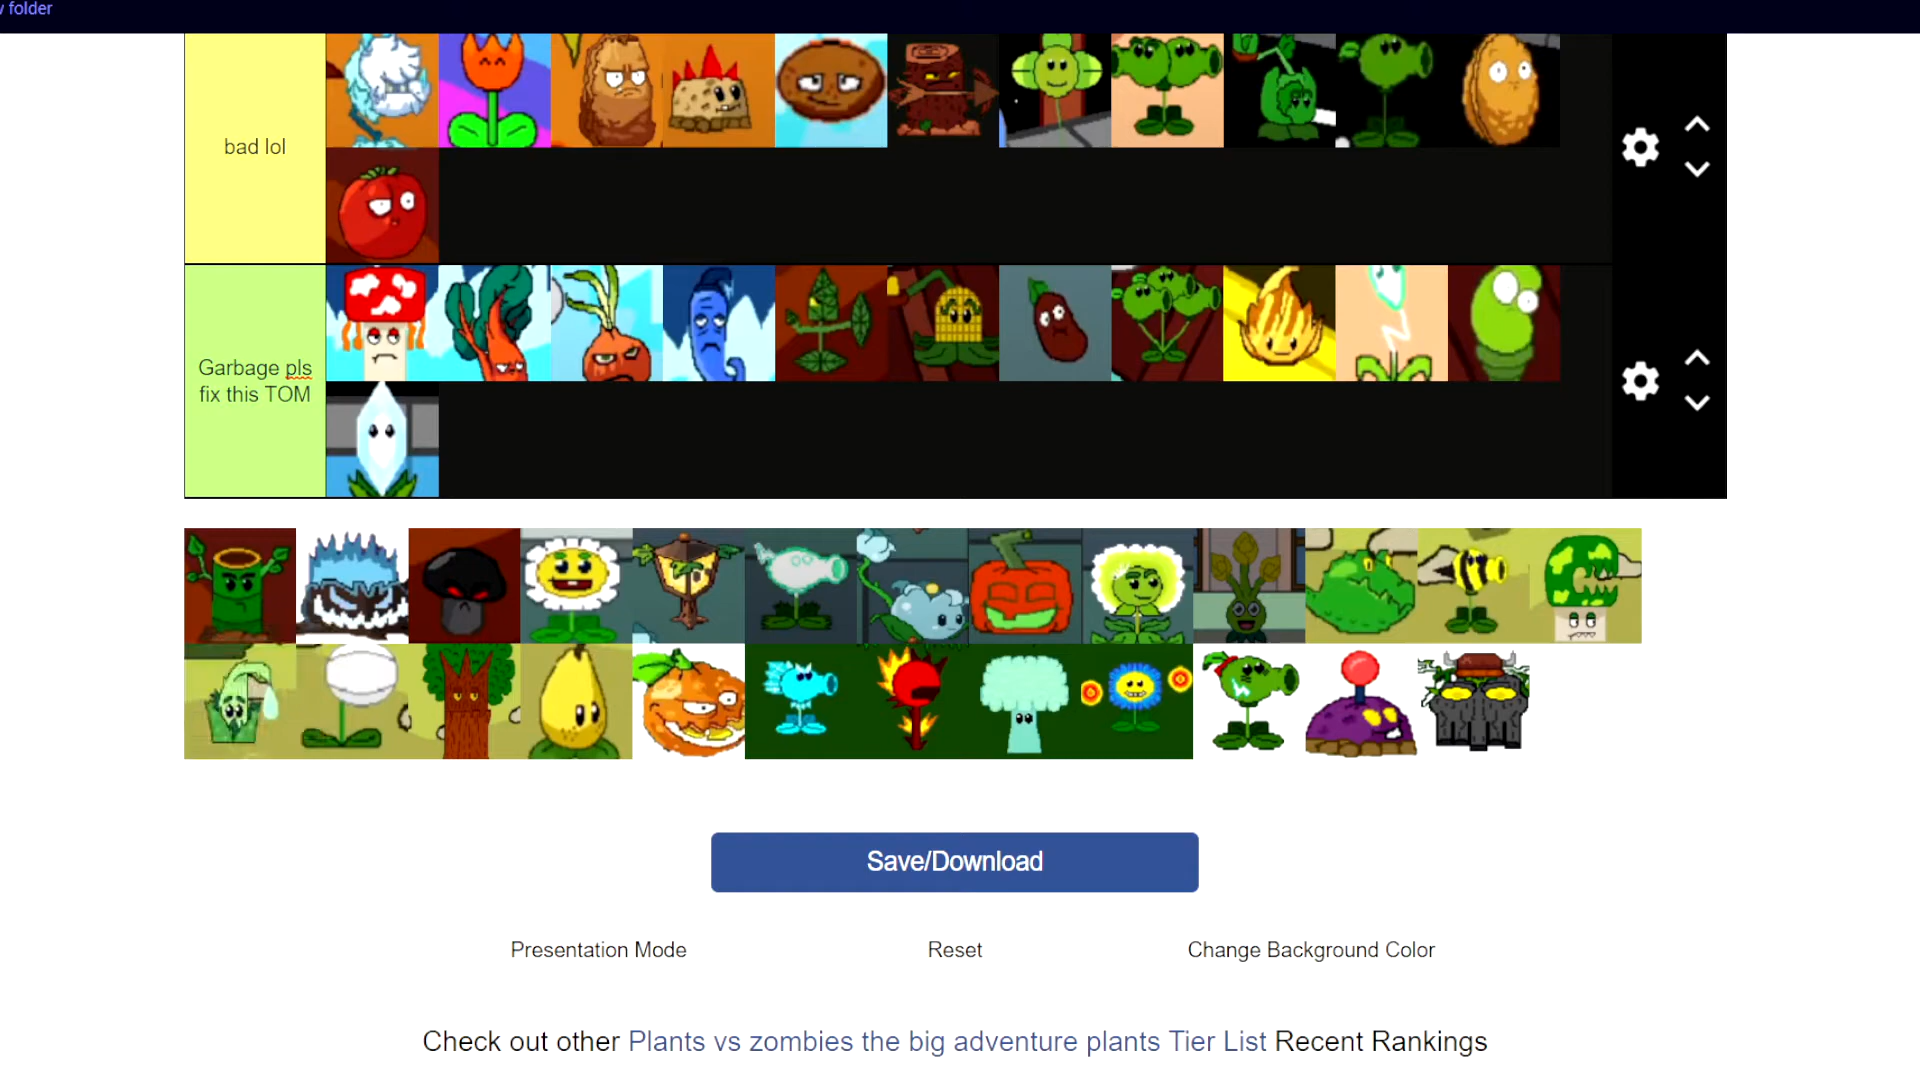 folder
bad lol
Garbage pls
fix this TOM
Save/Download
Presentation Mode
Reset
Change Background Color
Check out other Plants vs zombies the big adventure plants Tier List Recent Rankings